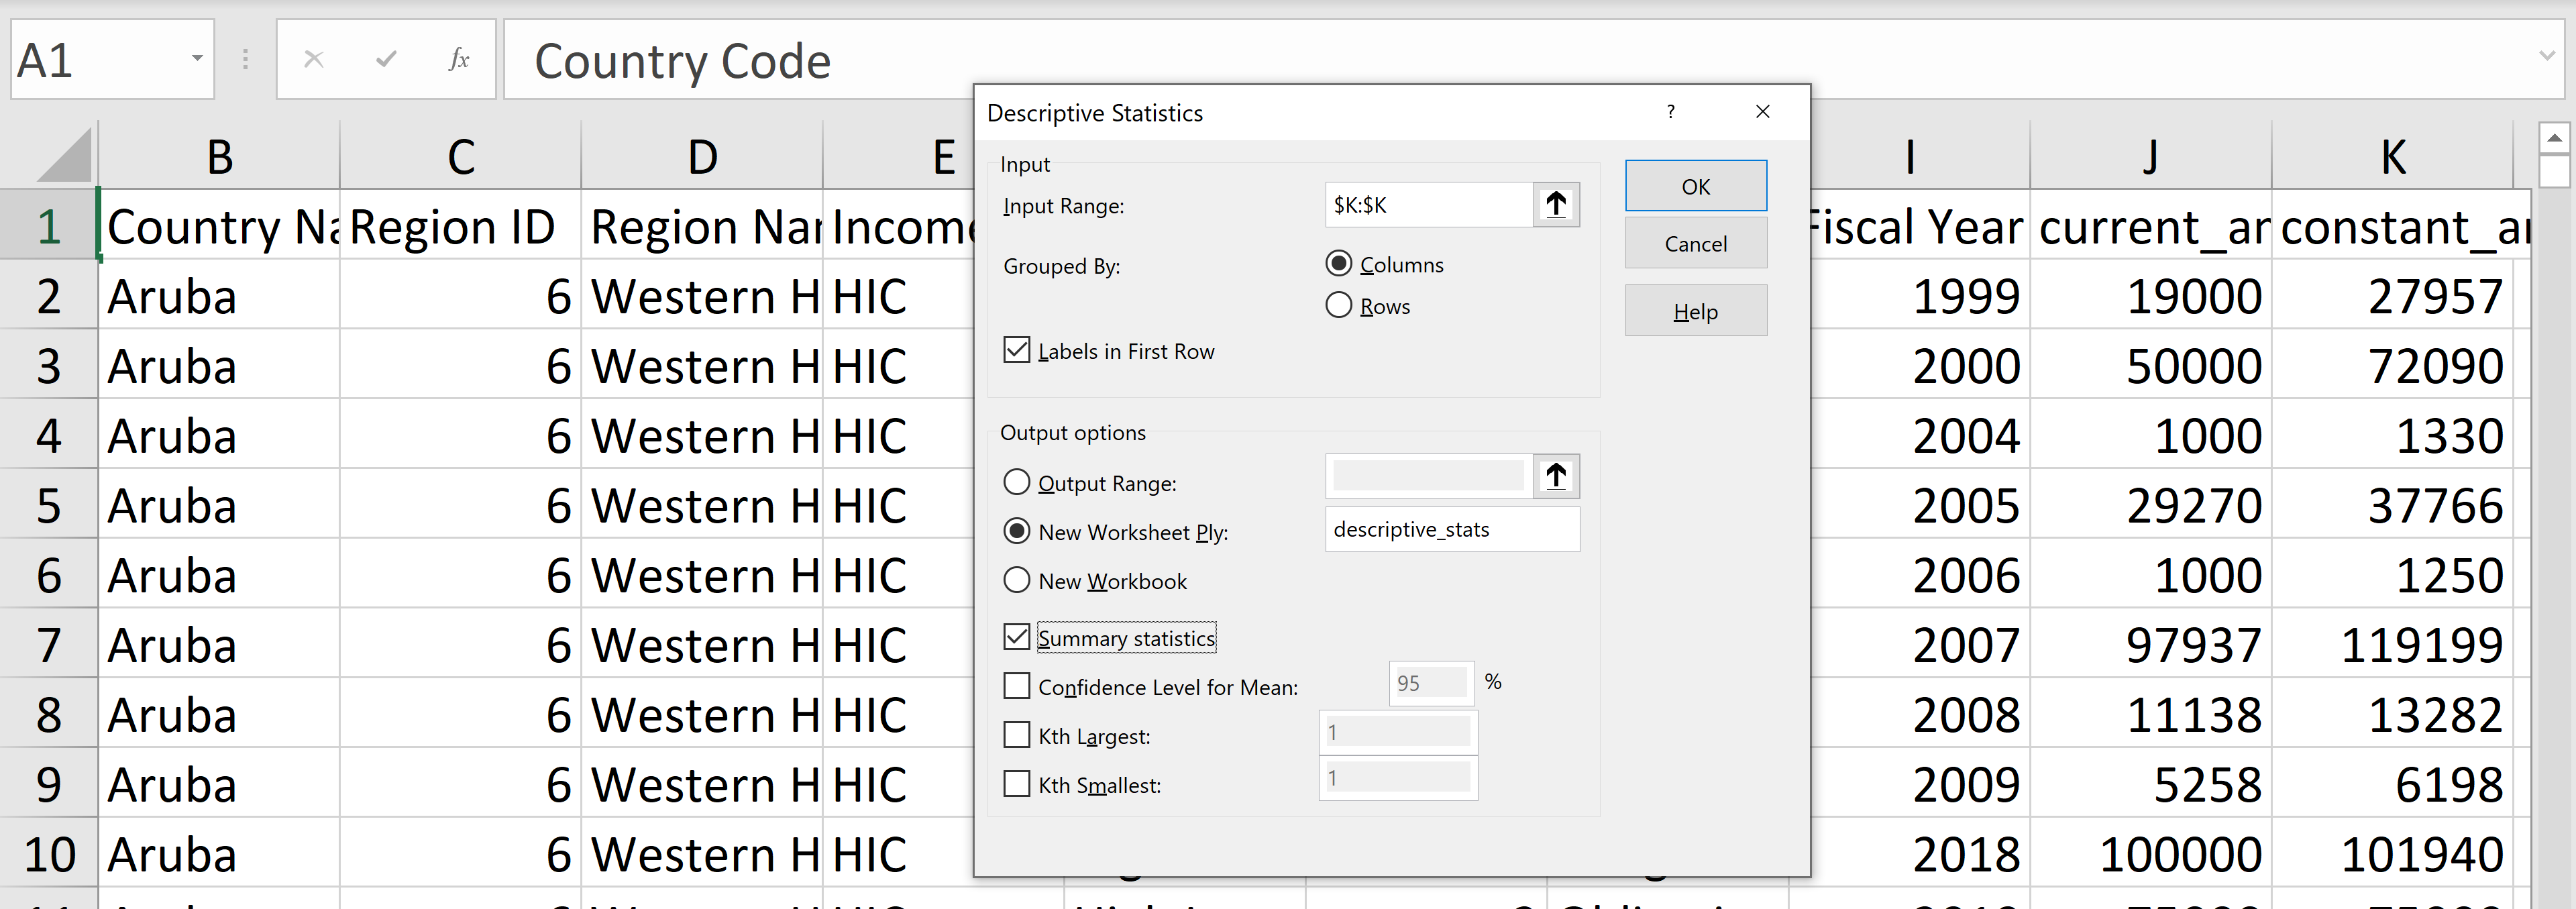 A1 fx Country Code
Descriptive Statistics ? ×
B C D E I J K
Input
Input Range: $K:$K OK
Grouped By: Columns Cancel
Rows Help
Labels in First Row
Output options
Output Range:
New Worksheet Ply: descriptive_stats
New Workbook
Summary statistics
Confidence Level for Mean: 95 %
Kth Largest: 1
Kth Smallest: 1
1 Country Na Region ID Region Nar Income Fiscal Year current_ar constant_a
2 Aruba 6 Western H HIC 1999 19000 27957
3 Aruba 6 Western H HIC 2000 50000 72090
4 Aruba 6 Western H HIC 2004 1000 1330
5 Aruba 6 Western H HIC 2005 29270 37766
6 Aruba 6 Western H HIC 2006 1000 1250
7 Aruba 6 Western H HIC 2007 97937 119199
8 Aruba 6 Western H HIC 2008 11138 13282
9 Aruba 6 Western H HIC 2009 5258 6198
10 Aruba 6 Western H HIC 2018 100000 101940